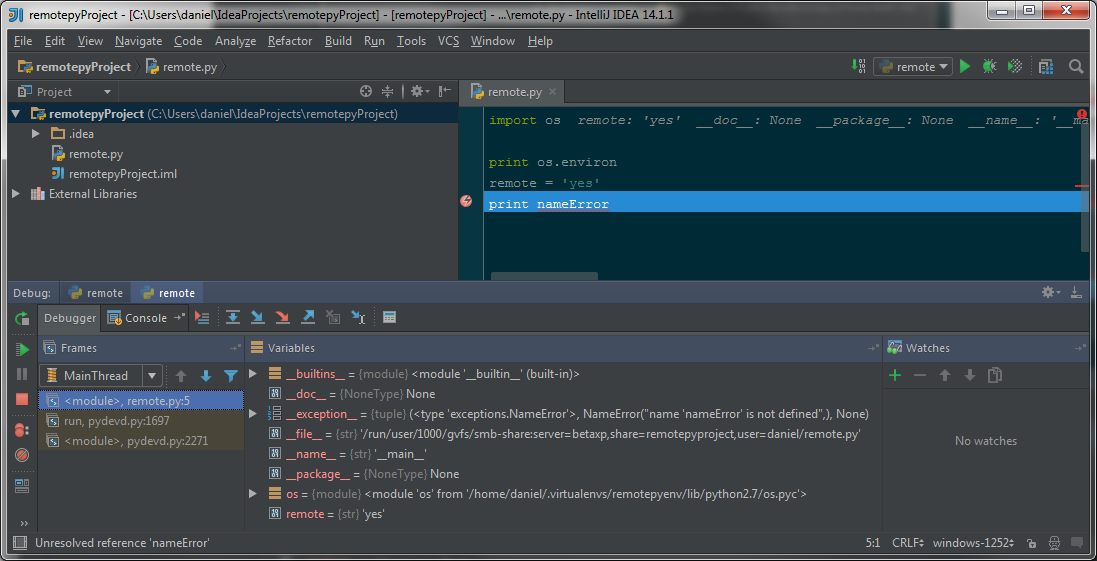 remotepyProject - [C:\Users\daniel\IdeaProjects\remotepyProject] - [remotepyProject] - ...\remote.py - IntelliJ IDEA 14.1.1
File Edit View Navigate Code Analyze Refactor Build Run Tools VCS Window Help
remotepyProject remote.py remote
Project
remote.py
remotepyProject (C:\Users\daniel\IdeaProjects\remotepyProject)
.idea
remote.py
remotepyProject.iml
External Libraries
import os remote: 'yes' __doc__: None __package__: None __name__: '__ma
print os.environ
remote = 'yes'
print nameError
Debug: remote remote
Debugger Console
Frames
MainThread
<module>, remote.py:5
run, pydevd.py:1697
<module>, pydevd.py:2271
Variables
__builtins__ = {module} <module '__builtin__' (built-in)>
__doc__ = {NoneType} None
__exception__ = {tuple} (<type 'exceptions.NameError'>, NameError("name 'nameError' is not defined",), None)
__file__ = {str} '/run/user/1000/gvfs/smb-share:server=betaxp,share=remotepyproject,user=daniel/remote.py'
__name__ = {str} '__main__'
__package__ = {NoneType} None
os = {module} <module 'os' from '/home/daniel/.virtualenvs/remotepyenv/lib/python2.7/os.pyc'>
remote = {str} 'yes'
Watches
No watches
Unresolved reference 'nameError' 5:1 CRLF windows-1252